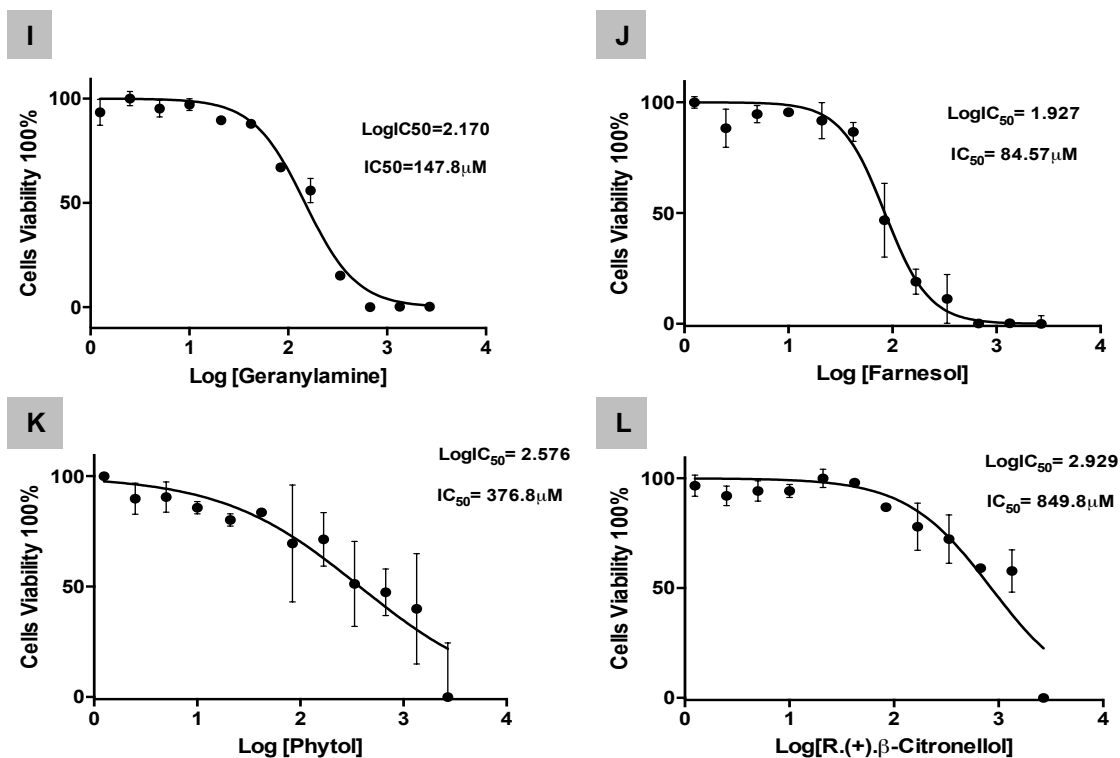 I
Cells Viability 100%
100
50
0
LogIC50=2.170
IC50=147.8μM
0 1 2 3 4
Log [Geranylamine]
J
Cells Viability 100%
100
50
0
LogIC50= 1.927
IC50= 84.57μM
0 1 2 3 4
Log [Farnesol]
K
Cells Viability 100%
100
50
0
LogIC50= 2.576
IC50= 376.8μM
0 1 2 3 4
Log [Phytol]
L
Cells Viability 100%
100
50
0
LogIC50= 2.929
IC50= 849.8μM
0 1 2 3 4
Log[R.(+).β-Citronellol]